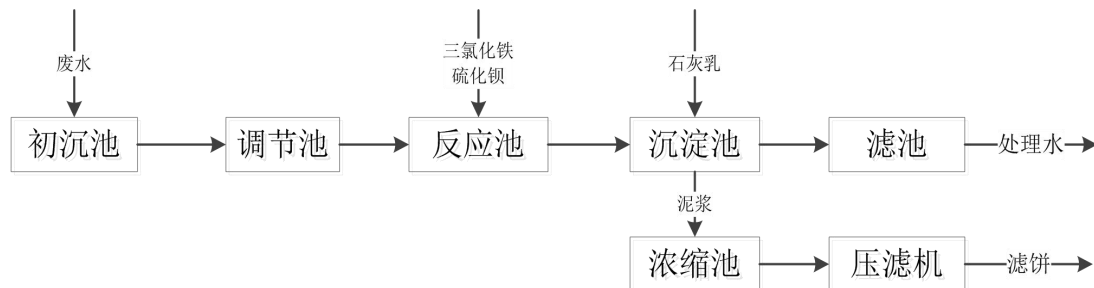 废水
三氯化铁
硫化钡
石灰乳
初沉池
调节池
反应池
沉淀池
滤池
处理水
泥浆
浓缩池
压滤机
滤饼